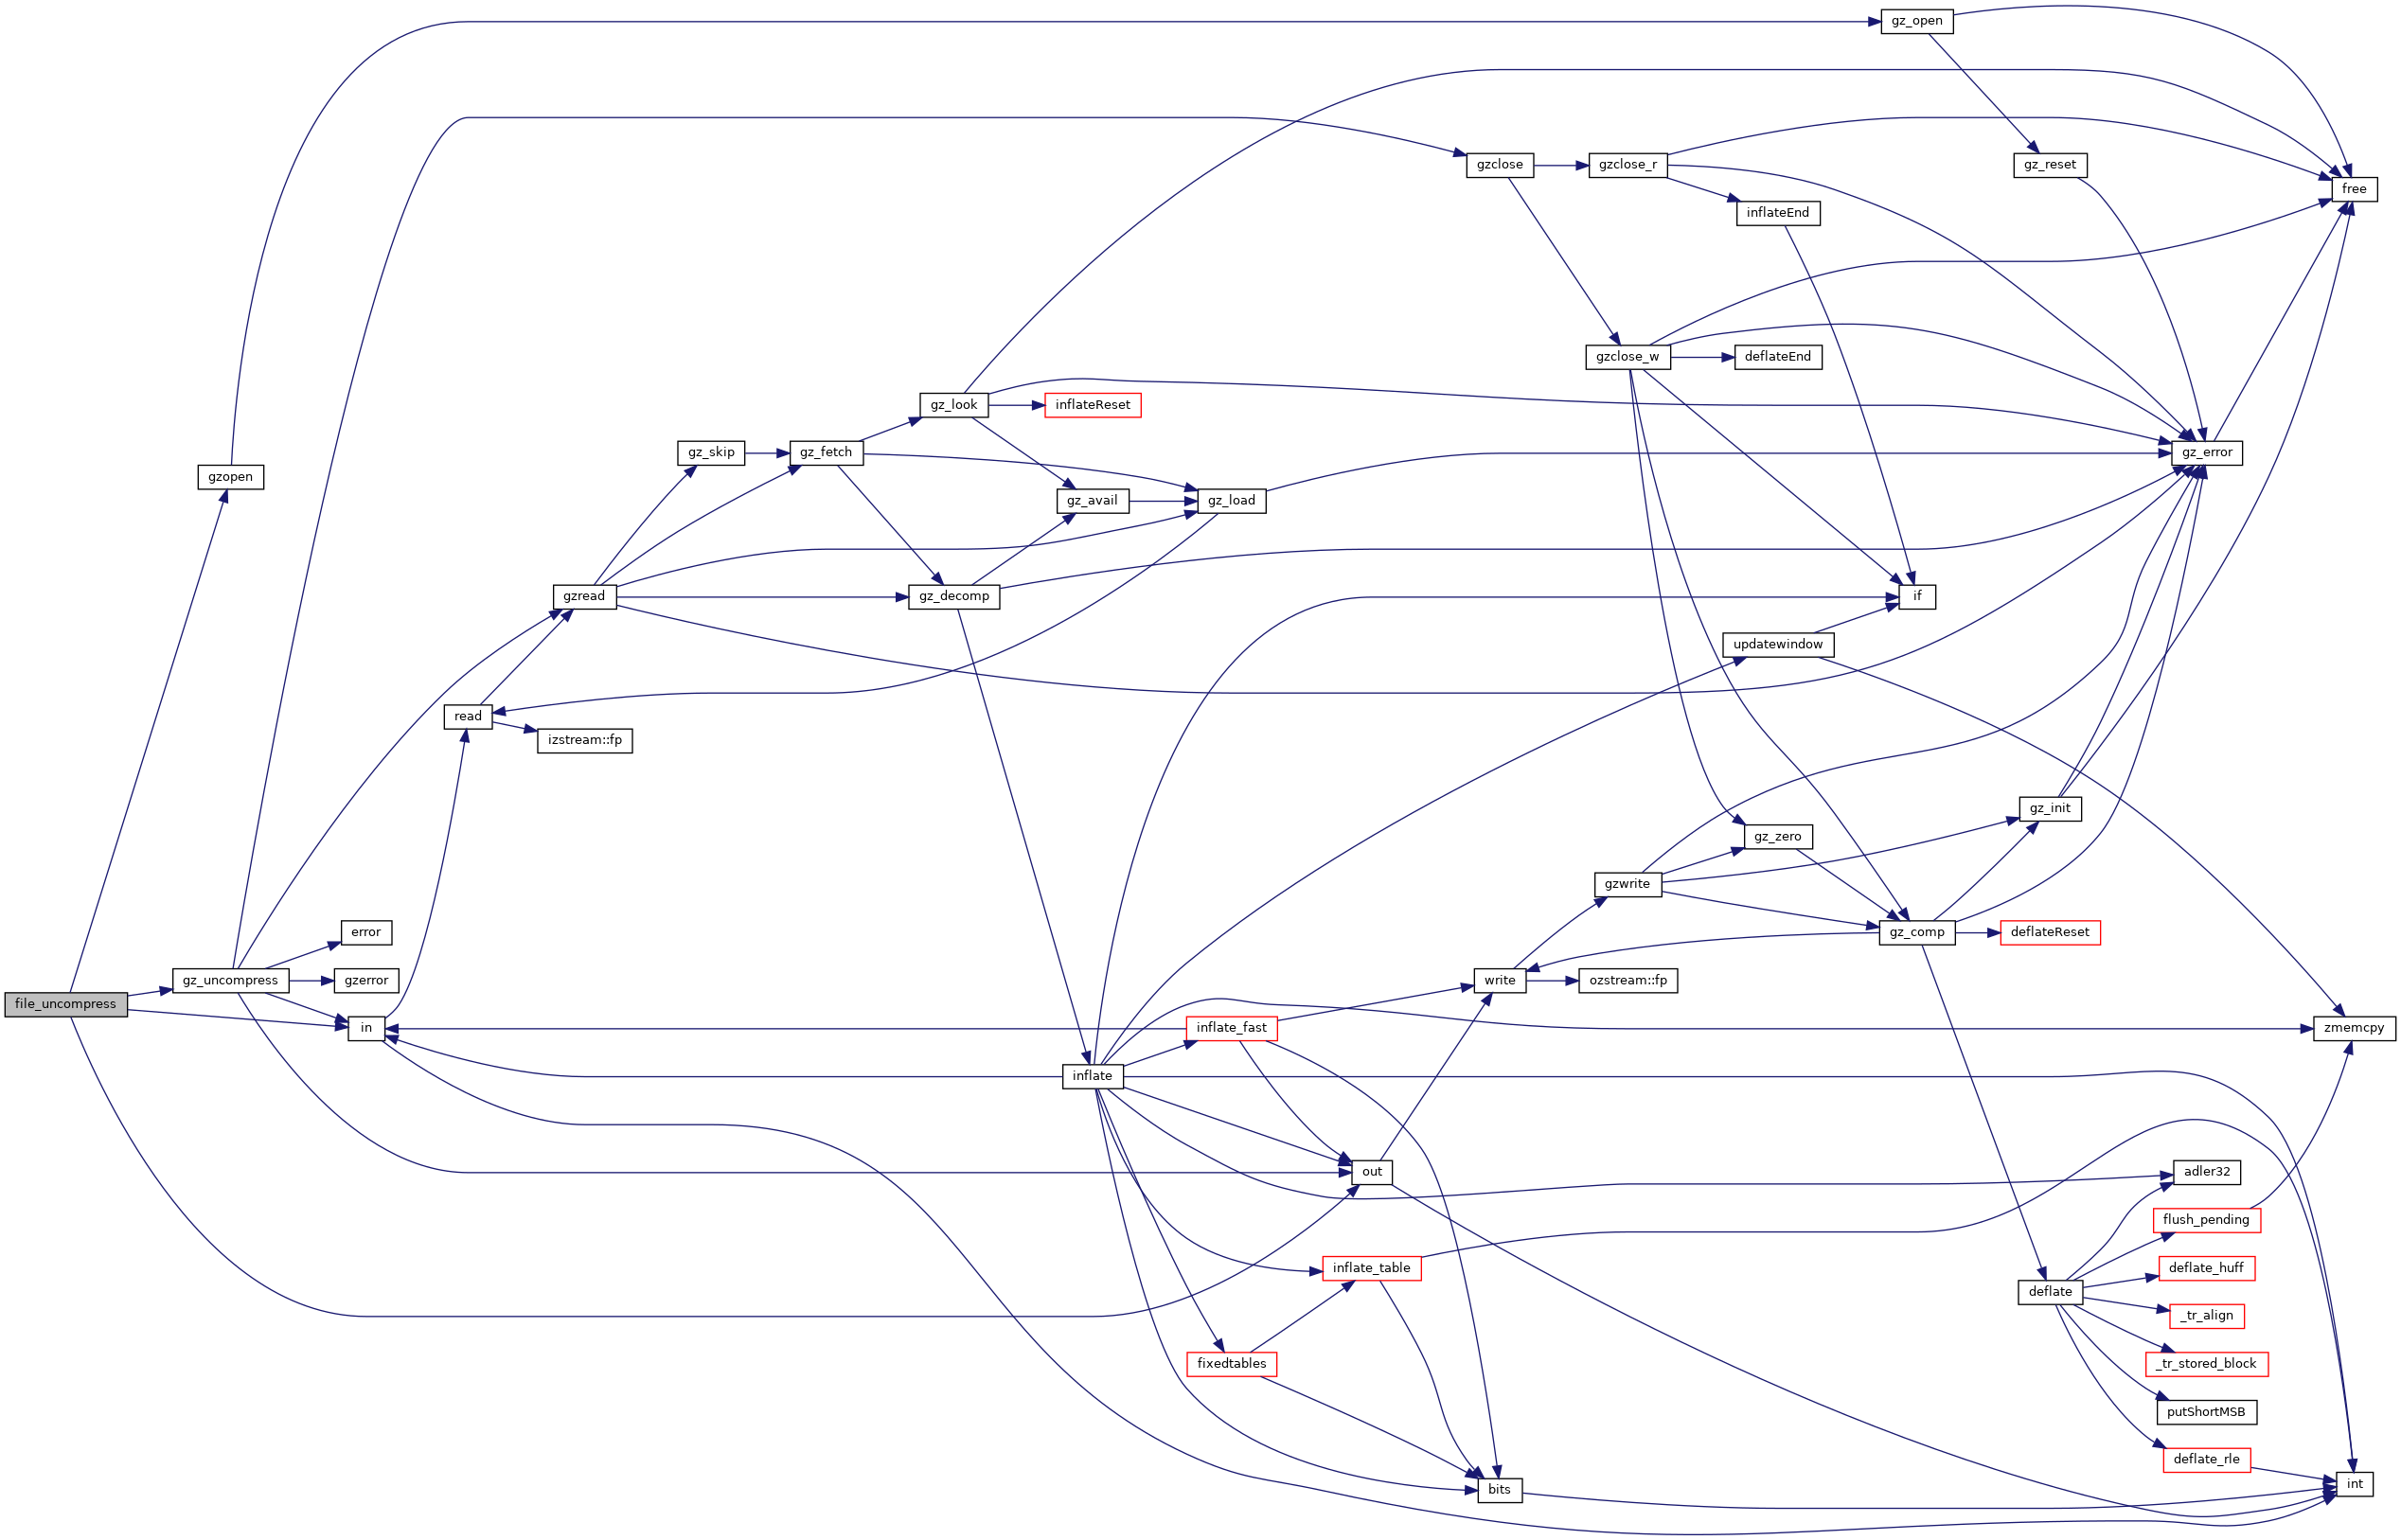 gz_open
gzclose
gzclose_r
gz_reset
free
inflateEnd
gzclose_w
deflateEnd
gz_look
inflateReset
gz_skip
gz_fetch
gz_error
gzopen
gz_avail
gz_load
gzread
gz_decomp
if
updatewindow
read
izstream::fp
gz_init
gz_zero
gzwrite
error
gz_comp
deflateReset
gz_uncompress
gzerror
write
ozstream::fp
file_uncompress
in
inflate_fast
zmemcpy
inflate
out
adler32
flush_pending
inflate_table
deflate_huff
deflate
_tr_align
fixedtables
_tr_stored_block
putShortMSB
deflate_rle
bits
int